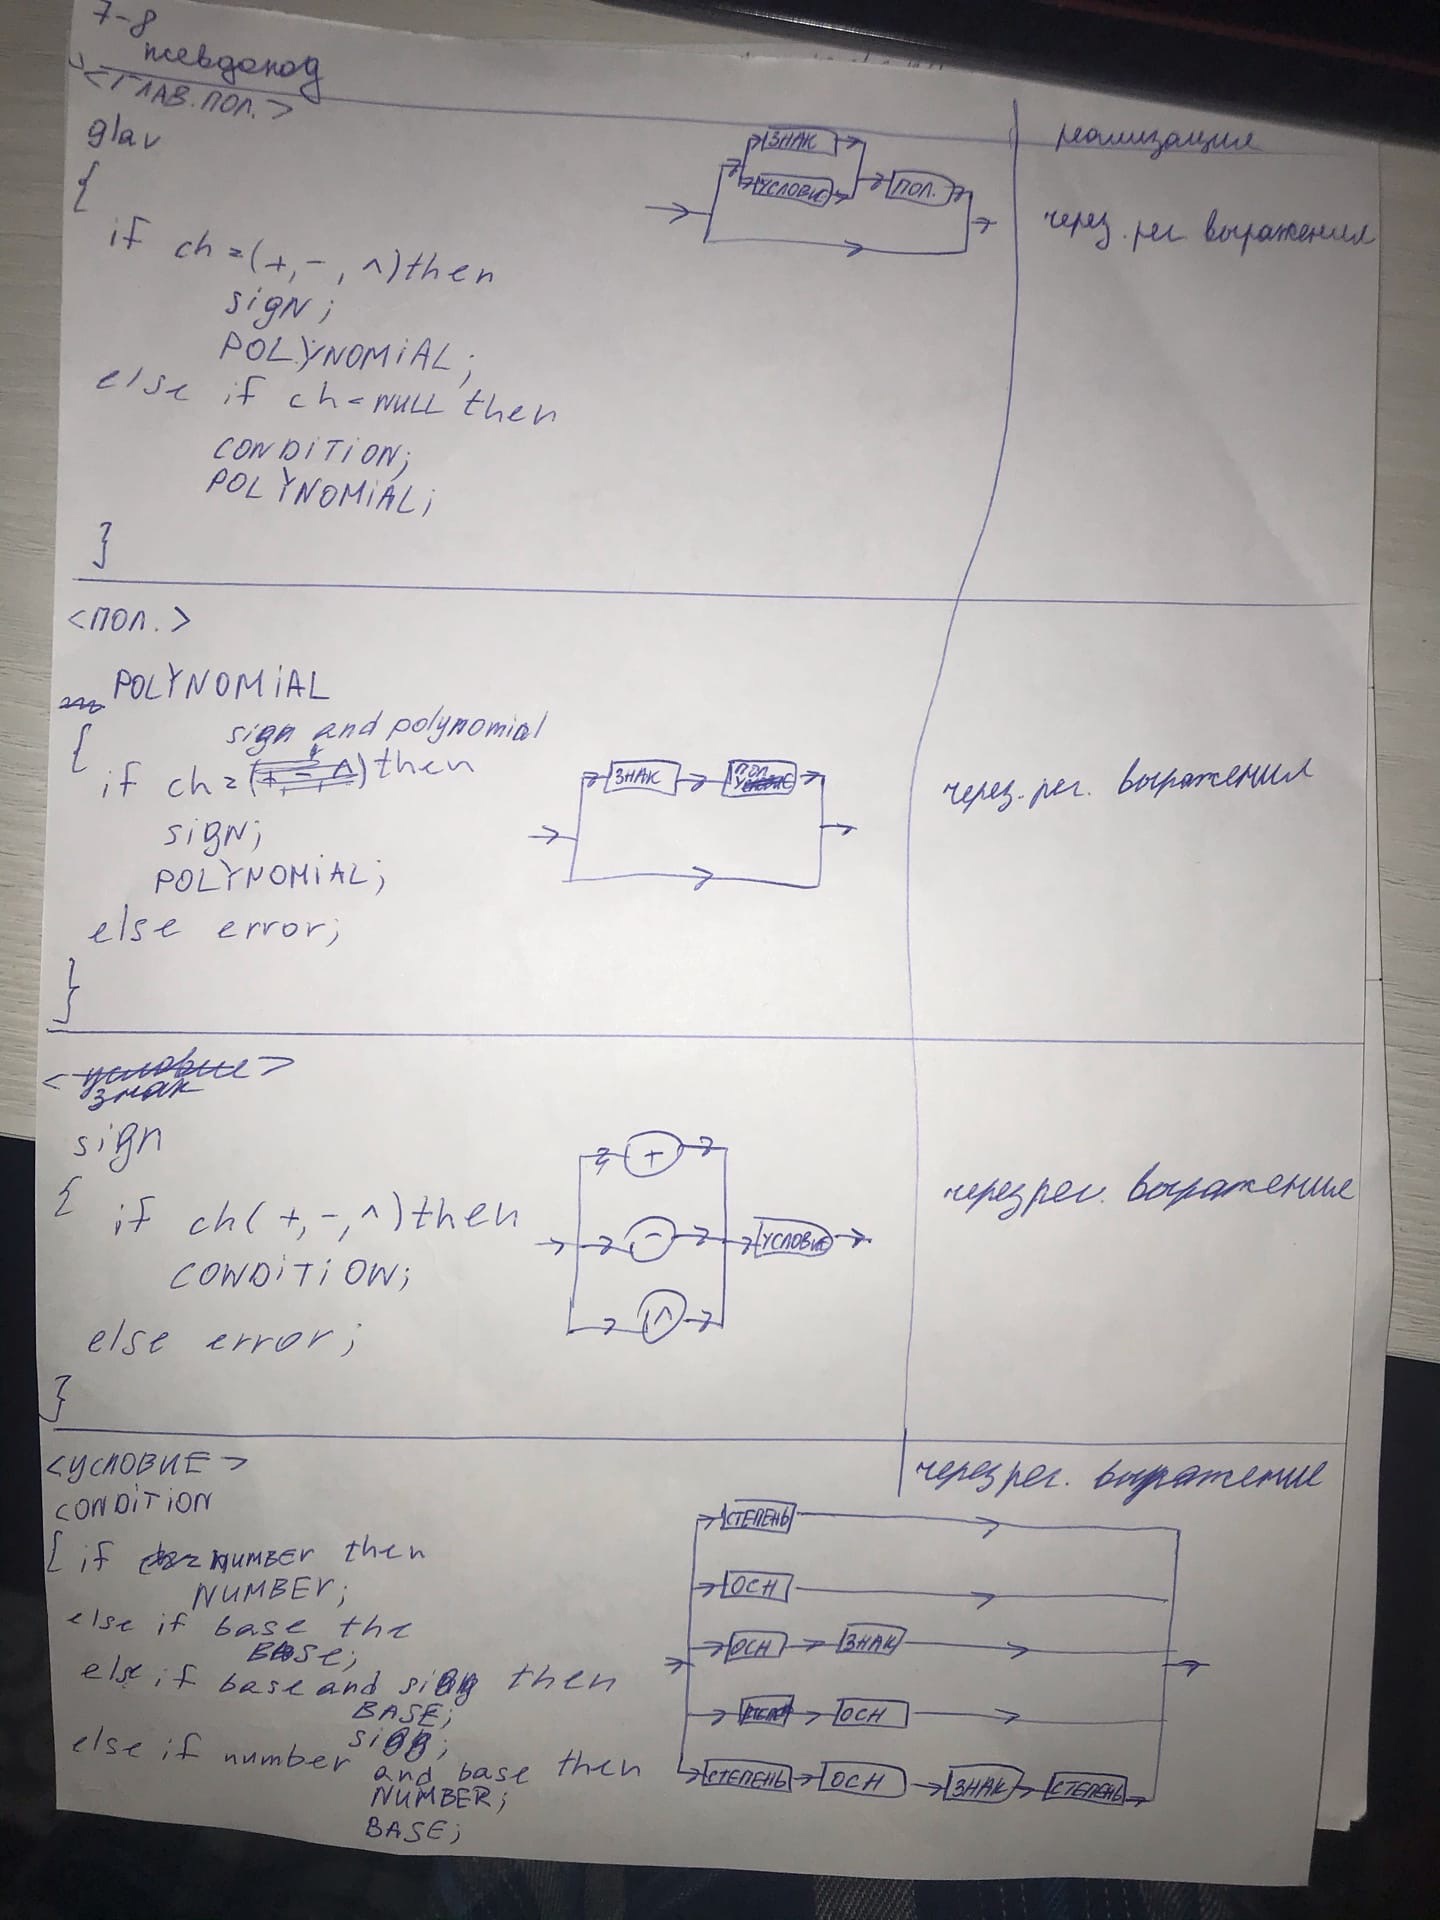 7-8
псевдокод
<ГЛАВ.ПОЛ.>
glav
{
if ch=(+,-,^)then
SigN;
POLYNOMiAL;
else if ch=NULL then
CONDiTiON;
POLYNOMiAL;
}
ЗНАК
УСЛОВИЕ
ПОЛ.
реализация
через рег. выражения
<ПОЛ.>
POLYNOMiAL
{
sign and polynomial
if ch=(+,-,^)then
SigN;
POLYNOMiAL;
else error;
}
ЗНАК
ПОЛ
через рег. выражения
<условие>
знак
sign
{ if ch(+,-,^)then
CONDiTiON;
else error;
}
+
-
^
УСЛОВИЕ
через рег. выражения
<УСЛОВИЕ>
CONDiTiON
{ if NUMBER then
NUMBER;
else if base the
BASE;
else if base and sign then
BASE;
else if number and base then
NUMBER;
BASE;
через рег. выражение
СТЕПЕНЬ
ОСН
ОСН ЗНАК
ОСН
СТЕПЕНЬ ОСН ЗНАК СТЕПЕНЬ